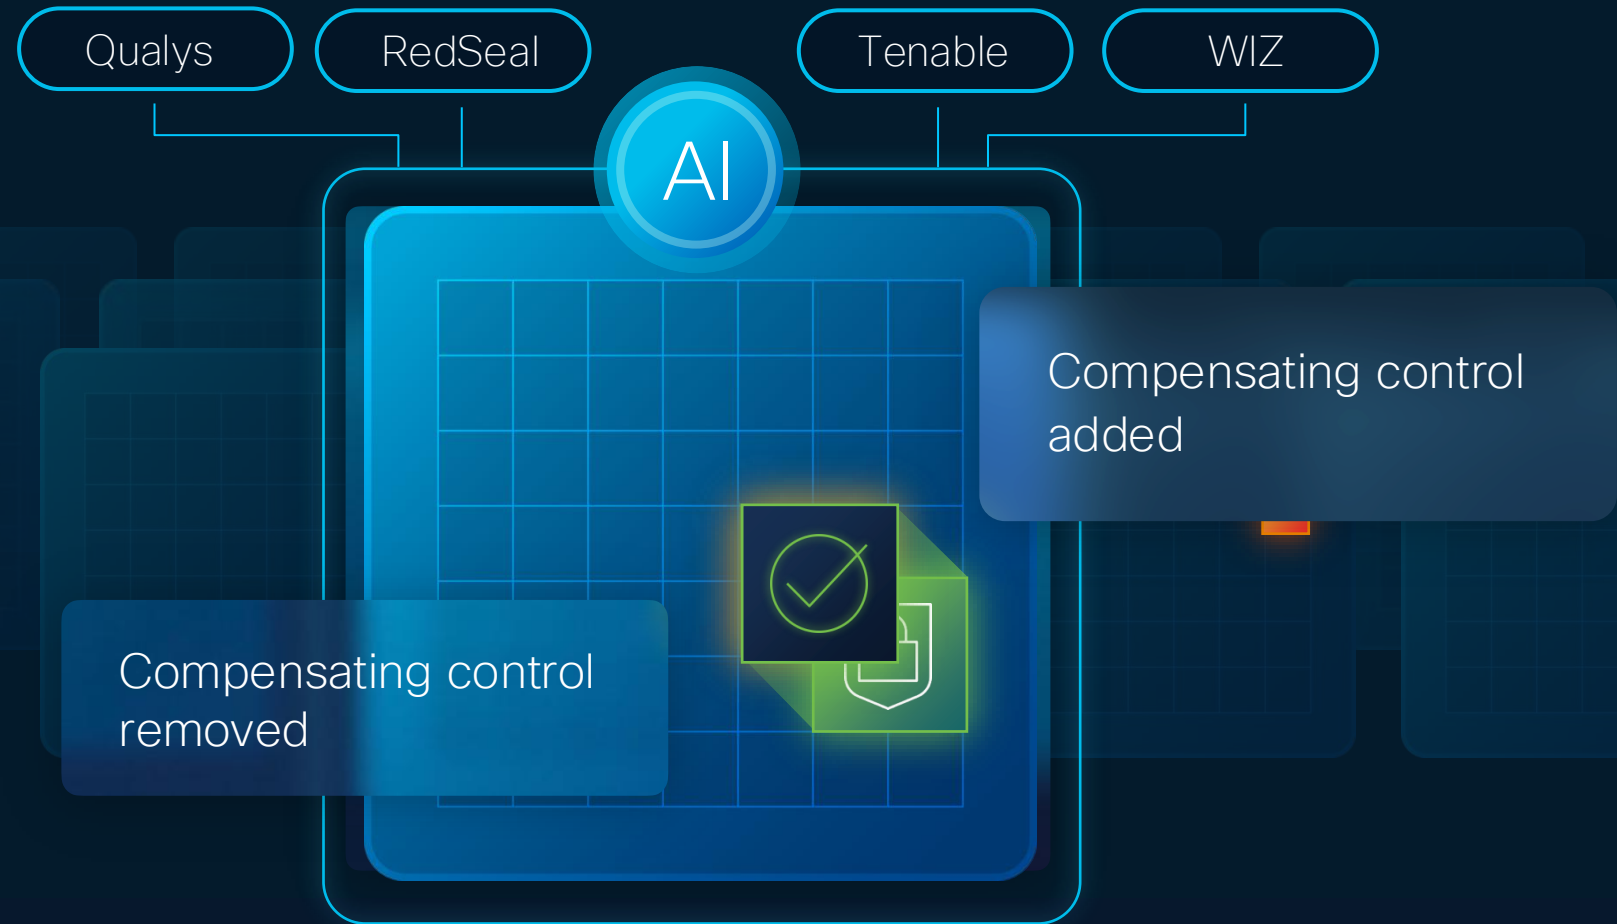 Qualys
RedSeal
Tenable
WIZ
AI
Compensating control
added
Compensating control
removed